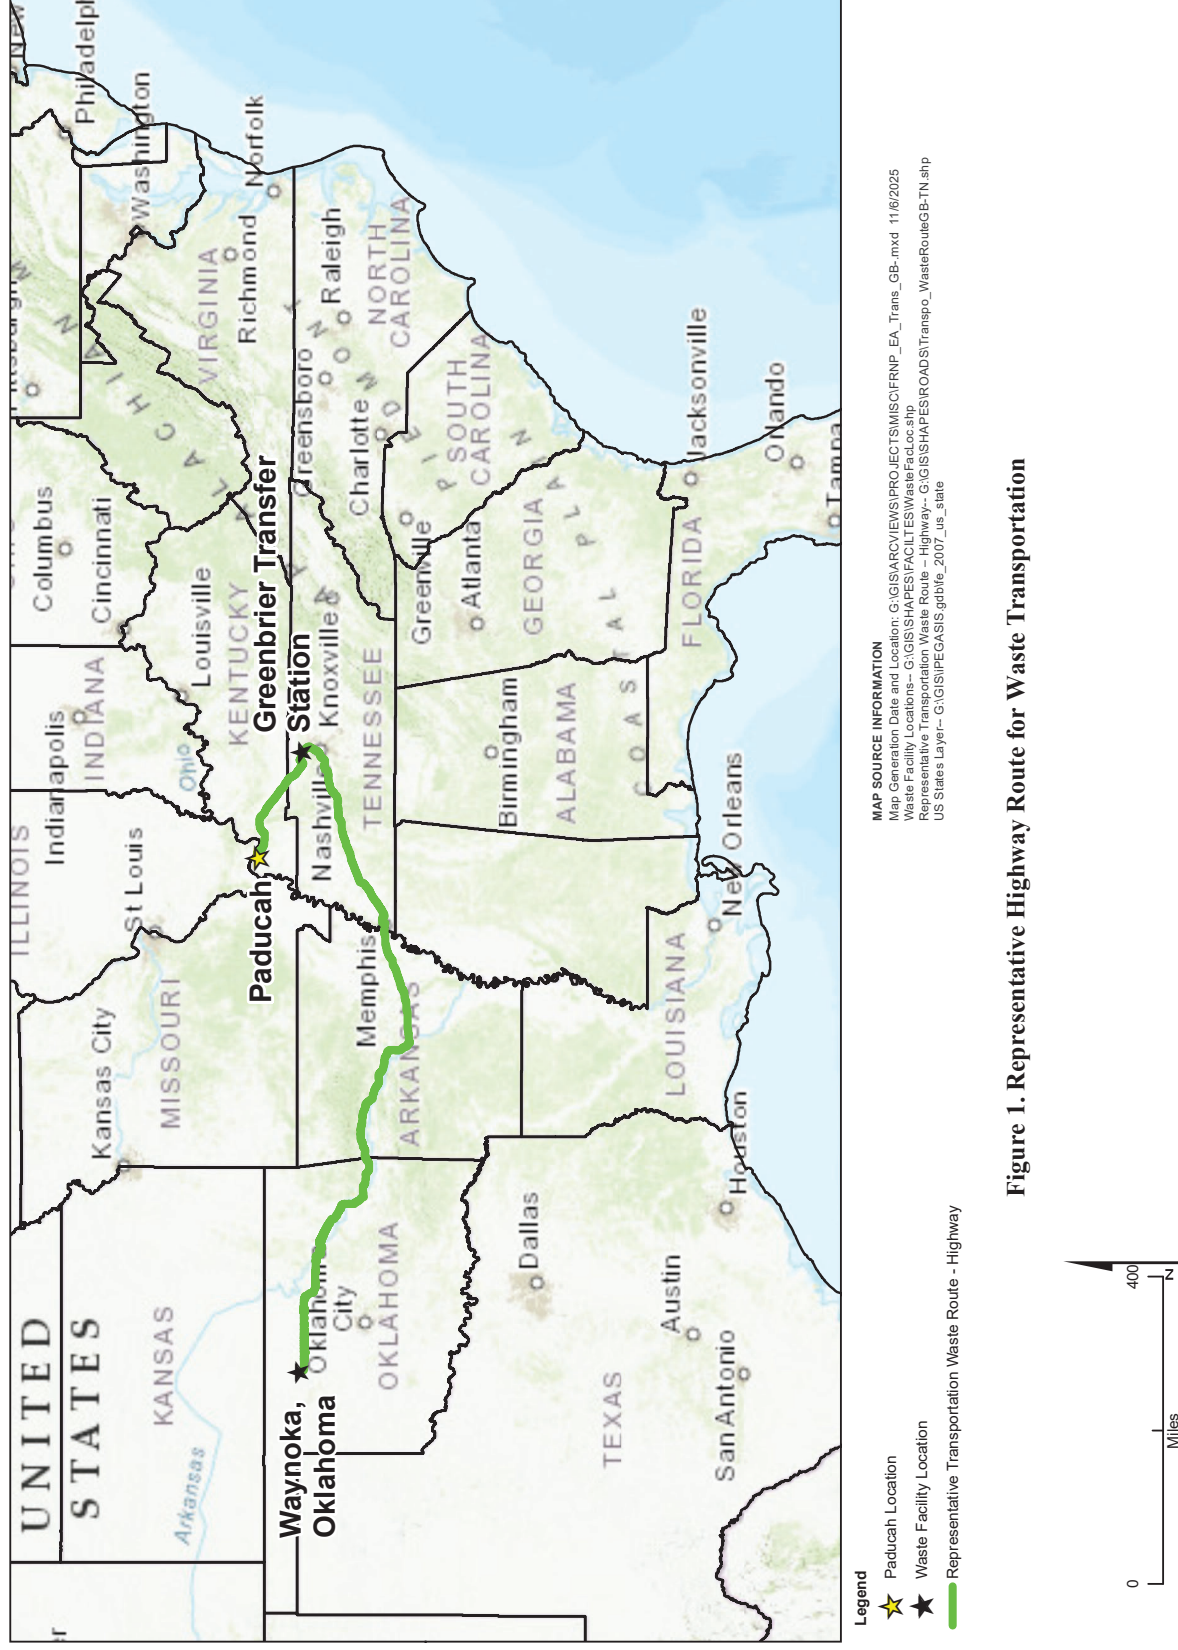 UNITED
STATES
ILLINOIS
Indianapolis
INDIANA
Columbus
Cincinnati
Philadelp
New
Washington
Kansas City
MISSOURI
St Louis
Ohio
Louisville
KENTUCKY
VIRGINIA
Richmond
Norfolk
KANSAS
Arkansas
Paducah
Greenbrier Transfer
Station
Waynoka,
Oklahoma
Oklahoma
City
OKLAHOMA
Memphis
ARKANSAS
Nashville
TENNESSEE
Knoxville
Greensboro
Raleigh
Charlotte
NORTH
CAROLINA
SOUTH
CAROLINA
Greenville
Atlanta
GEORGIA
Birmingham
ALABAMA
PIEDMONT
COASTAL PLAIN
Dallas
TEXAS
Austin
San Antonio
Houston
LOUISIANA
New Orleans
FLORIDA
Jacksonville
Orlando
Tampa
Legend
Paducah Location
Waste Facility Location
Representative Transportation Waste Route - Highway
MAP SOURCE INFORMATION
Map Generation Date and Location: G:\GIS\ARCVIEWS\PROJECTS\MISC\FRNP_EA_Trans_GB-.mxd 11/6/2025
Waste Facility Locations-- G:\GIS\SHAPES\FACILTES\WasteFacLoc.shp
Representative Transportation Waste Route – Highway-- G:\GIS\SHAPES\ROADS\Transpo_WasteRouteGB-TN.shp
US States Layer-- G:\GIS\PEGASIS.gdb\fe_2007_us_state
0 400
Miles
N
Figure 1. Representative Highway Route for Waste Transportation